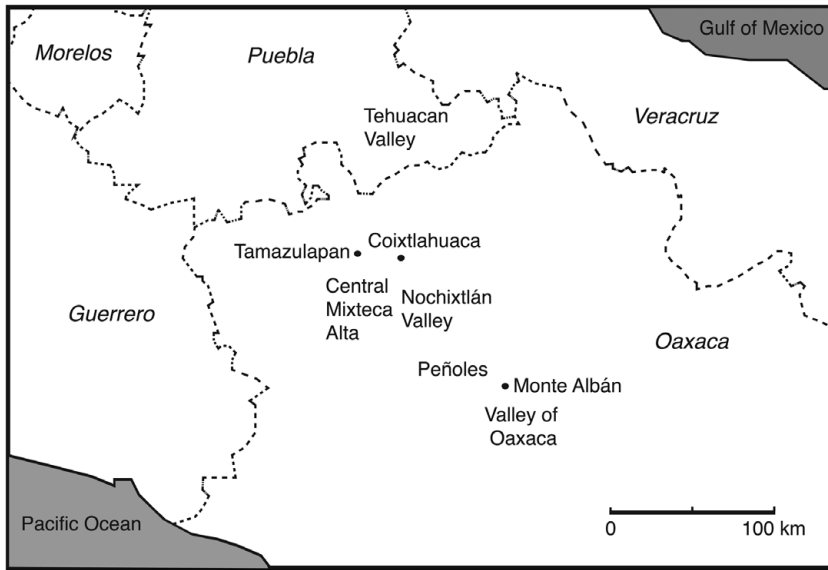 Gulf of Mexico
Morelos
Puebla
Tehuacan
Valley
Veracruz
Tamazulapan
Coixtlahuaca
Central
Mixteca
Alta
Nochixtlán
Valley
Guerrero
Oaxaca
Peñoles
Monte Albán
Valley of
Oaxaca
Pacific Ocean
0
100 km